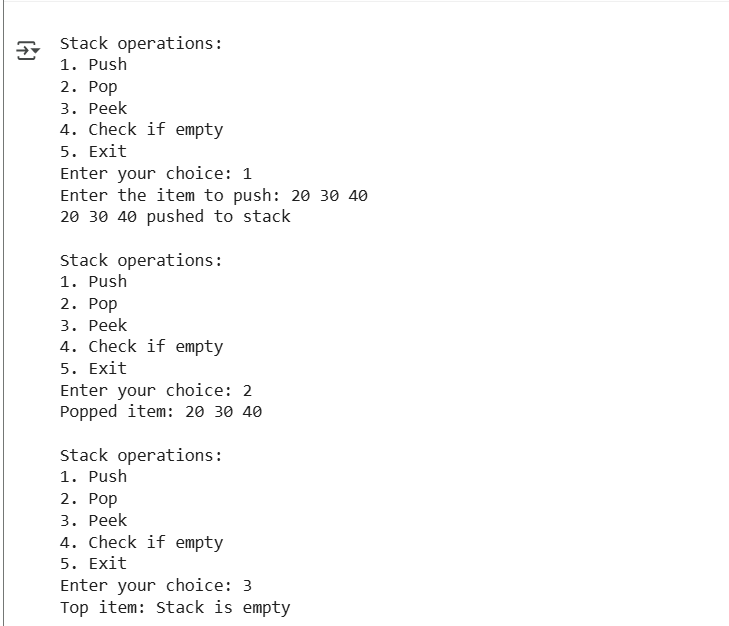 Stack operations:
1. Push
2. Pop
3. Peek
4. Check if empty
5. Exit
Enter your choice: 1
Enter the item to push: 20 30 40
20 30 40 pushed to stack
Stack operations:
1. Push
2. Pop
3. Peek
4. Check if empty
5. Exit
Enter your choice: 2
Popped item: 20 30 40
Stack operations:
1. Push
2. Pop
3. Peek
4. Check if empty
5. Exit
Enter your choice: 3
Top item: Stack is empty